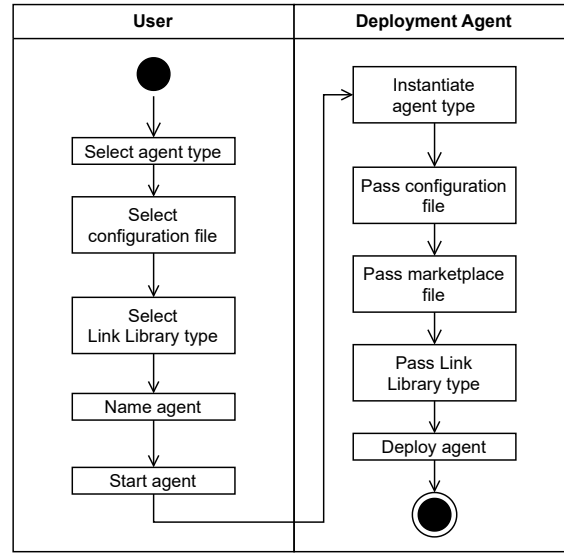 User
Select agent type
Select
configuration file
Select
Link Library type
Name agent
Start agent
Deployment Agent
Instantiate
agent type
Pass configuration
file
Pass marketplace
file
Pass Link
Library type
Deploy agent